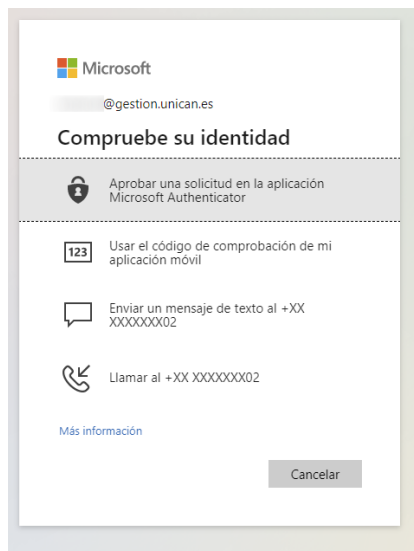 Microsoft
@gestion.unican.es
Compruebe su identidad
Aprobar una solicitud en la aplicación
Microsoft Authenticator
123
Usar el código de comprobación de mi
aplicación móvil
Enviar un mensaje de texto al +XX
XXXXXXX02
Llamar al +XX XXXXXXX02
Más información
Cancelar